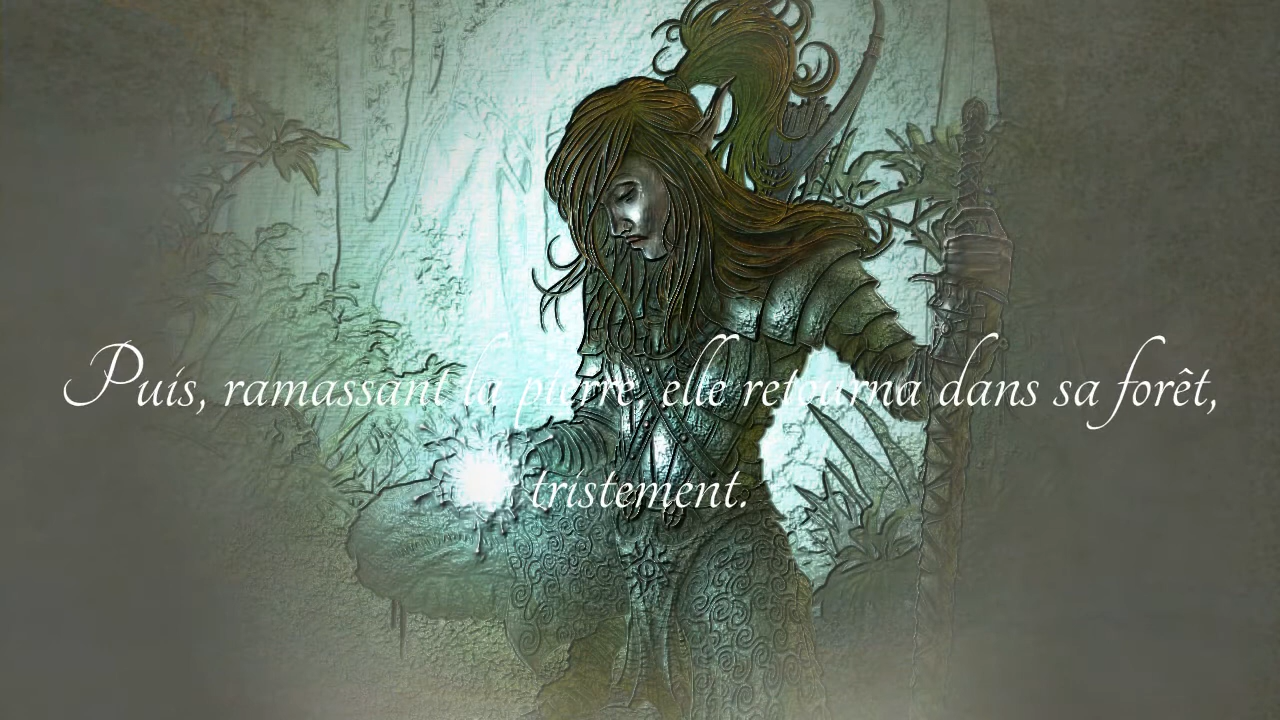 Puis, ramassant la pierre, elle retourna dans sa forêt,
tristement.